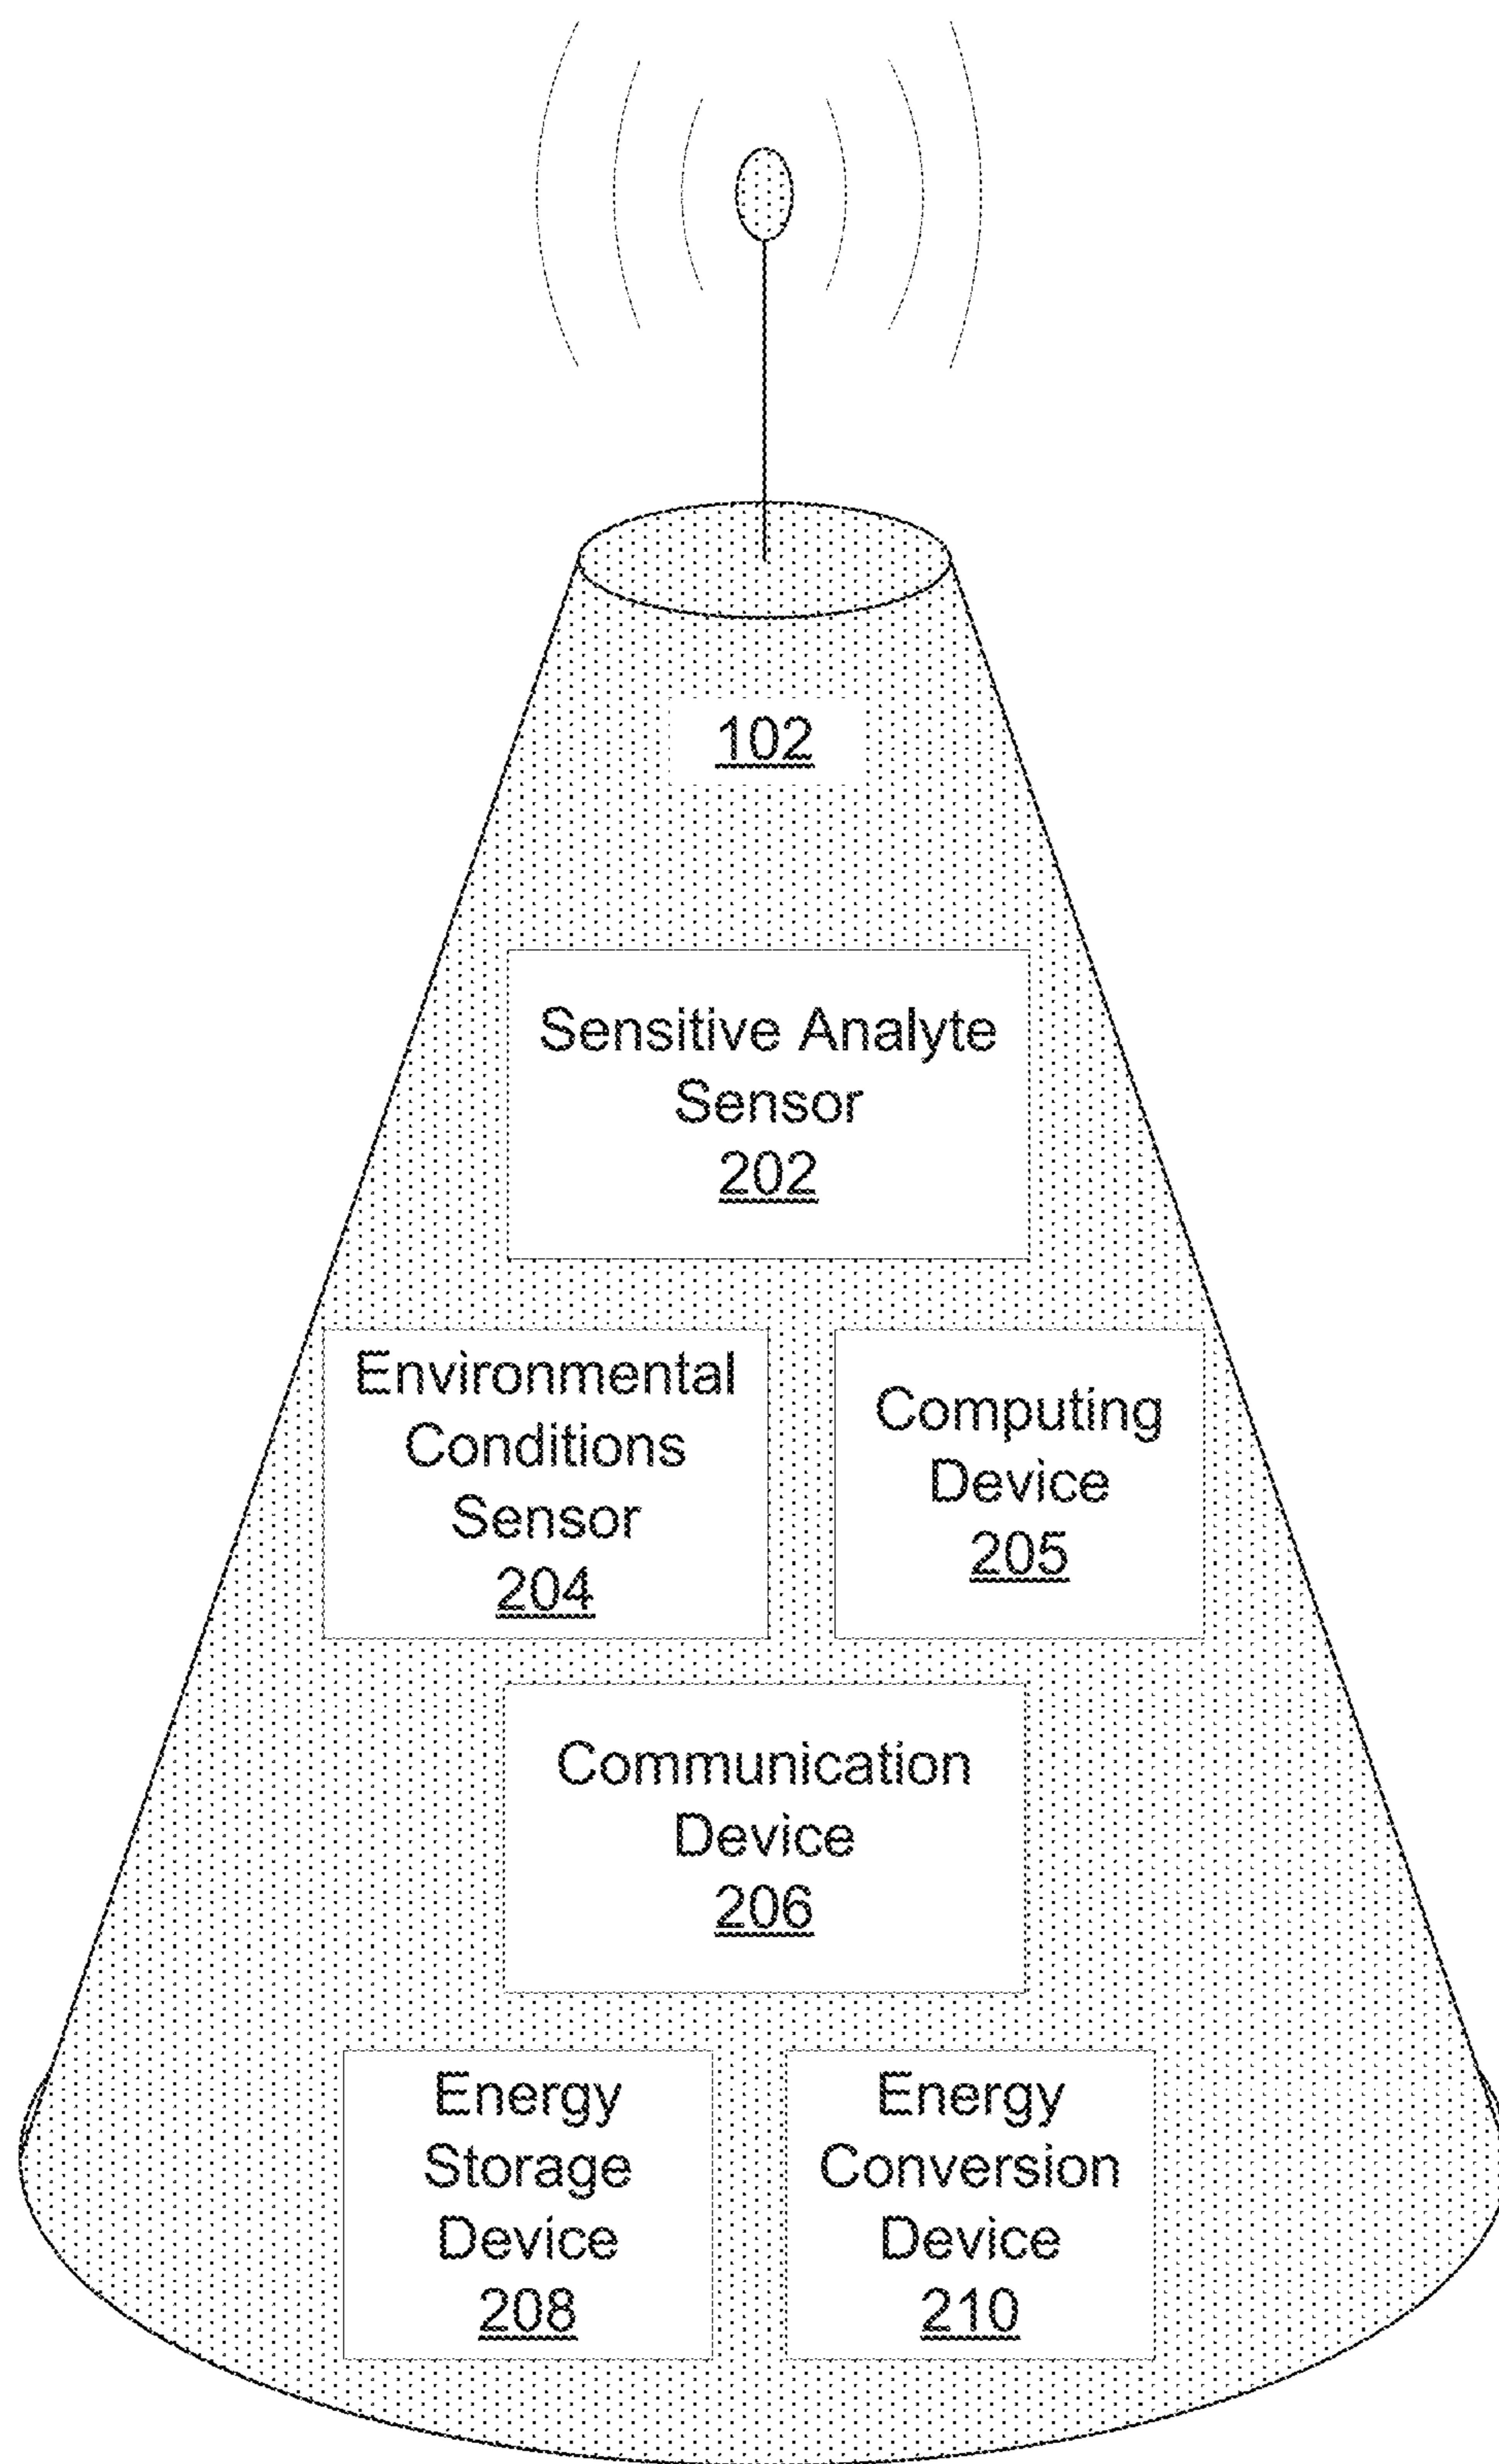 102
Sensitive Analyte
Sensor
202
Environmental
Conditions
Sensor
204
Computing
Device
205
Communication
Device
206
Energy
Storage
Device
208
Energy
Conversion
Device
210